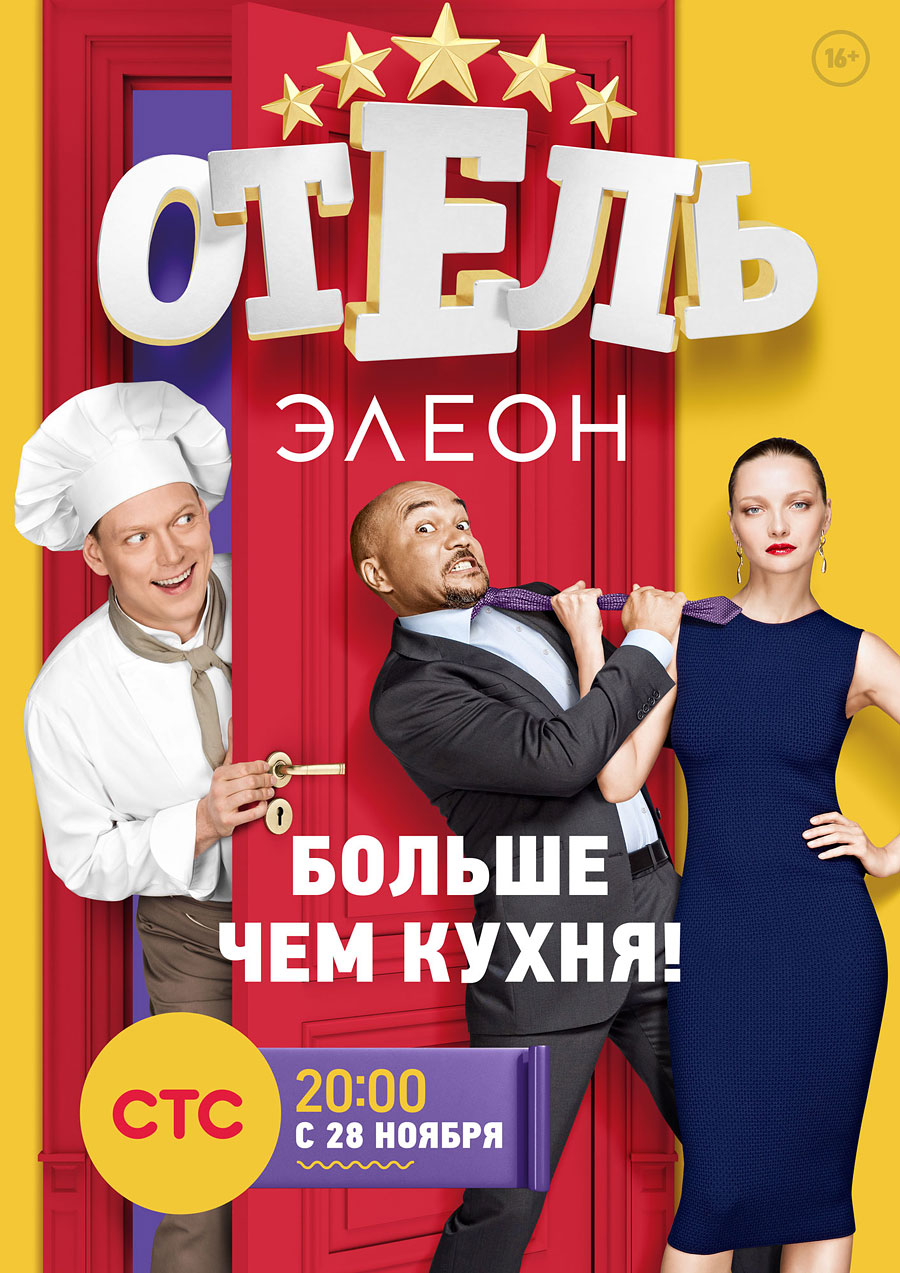 16+
ОТЕЛЬ
ЭЛЕОН
БОЛЬШЕ
ЧЕМ КУХНЯ!
СТС
20:00
С 28 НОЯБРЯ